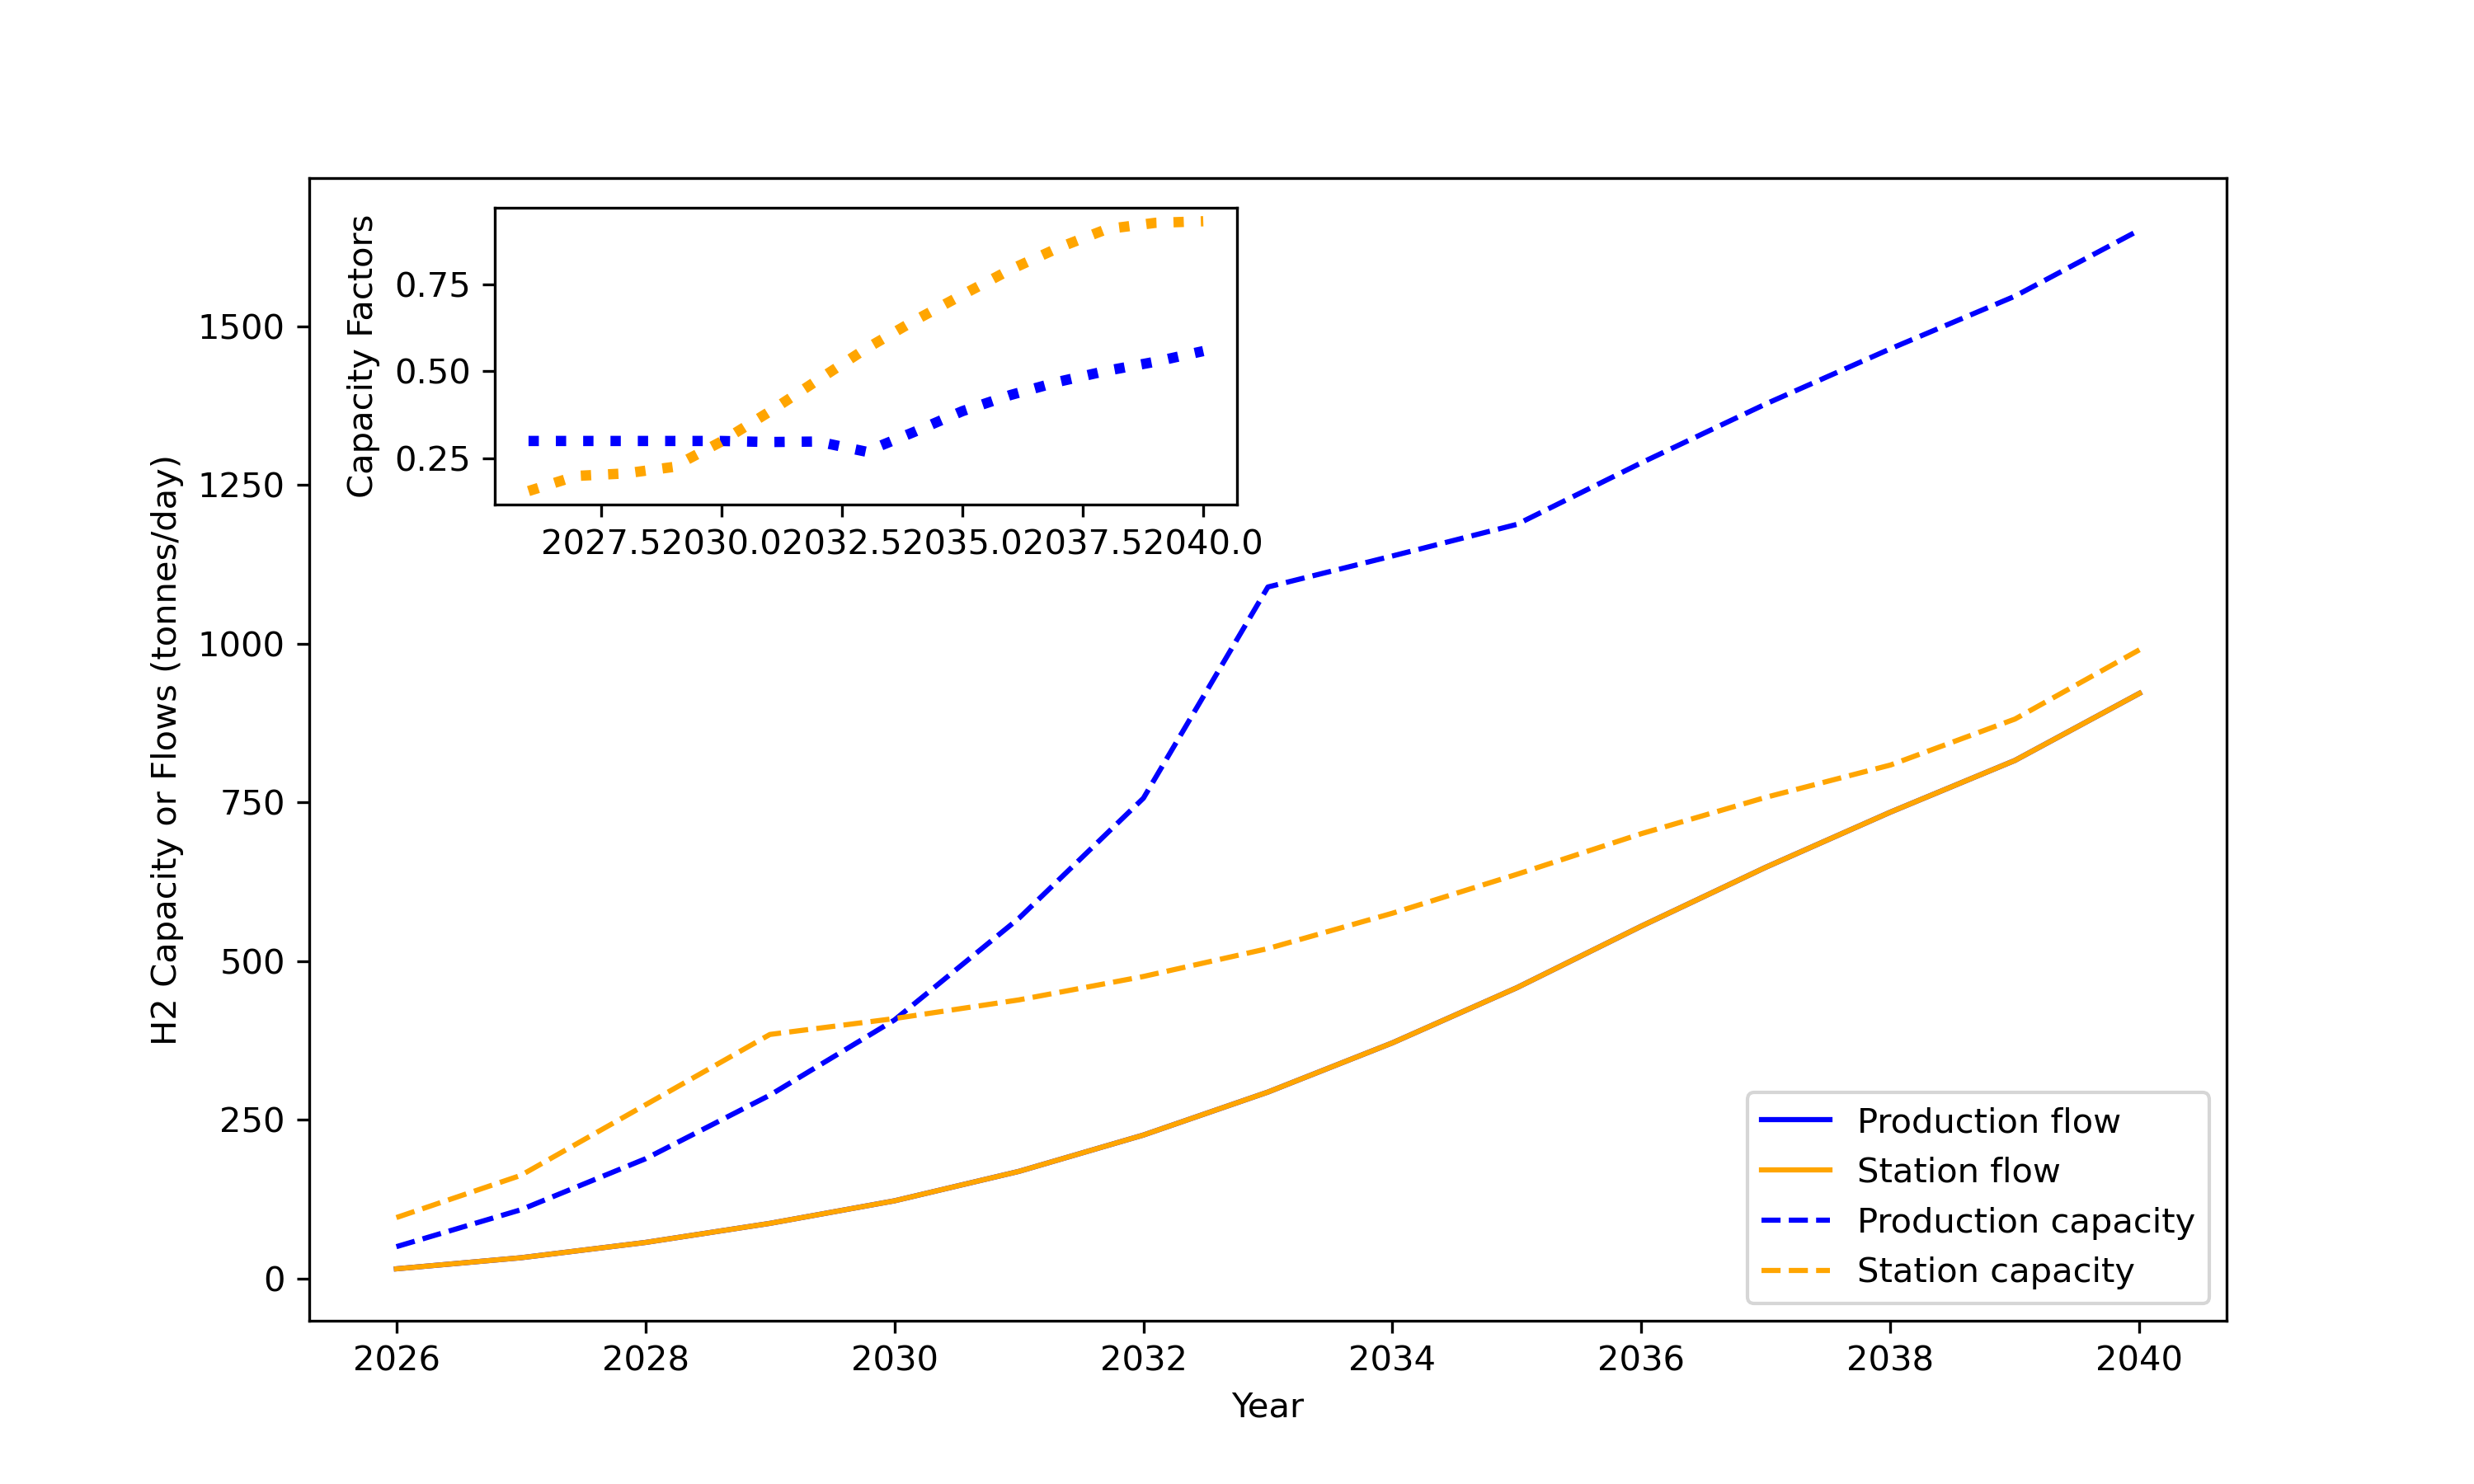 Capacity Factors
0.75
0.50
0.25
2027.52030.02032.52035.02037.52040.0
H2 Capacity or Flows (tonnes/day)
1500
1250
1000
750
500
250
0
Production flow
Station flow
Production capacity
Station capacity
2026 2028 2030 2032 2034 2036 2038 2040
Year